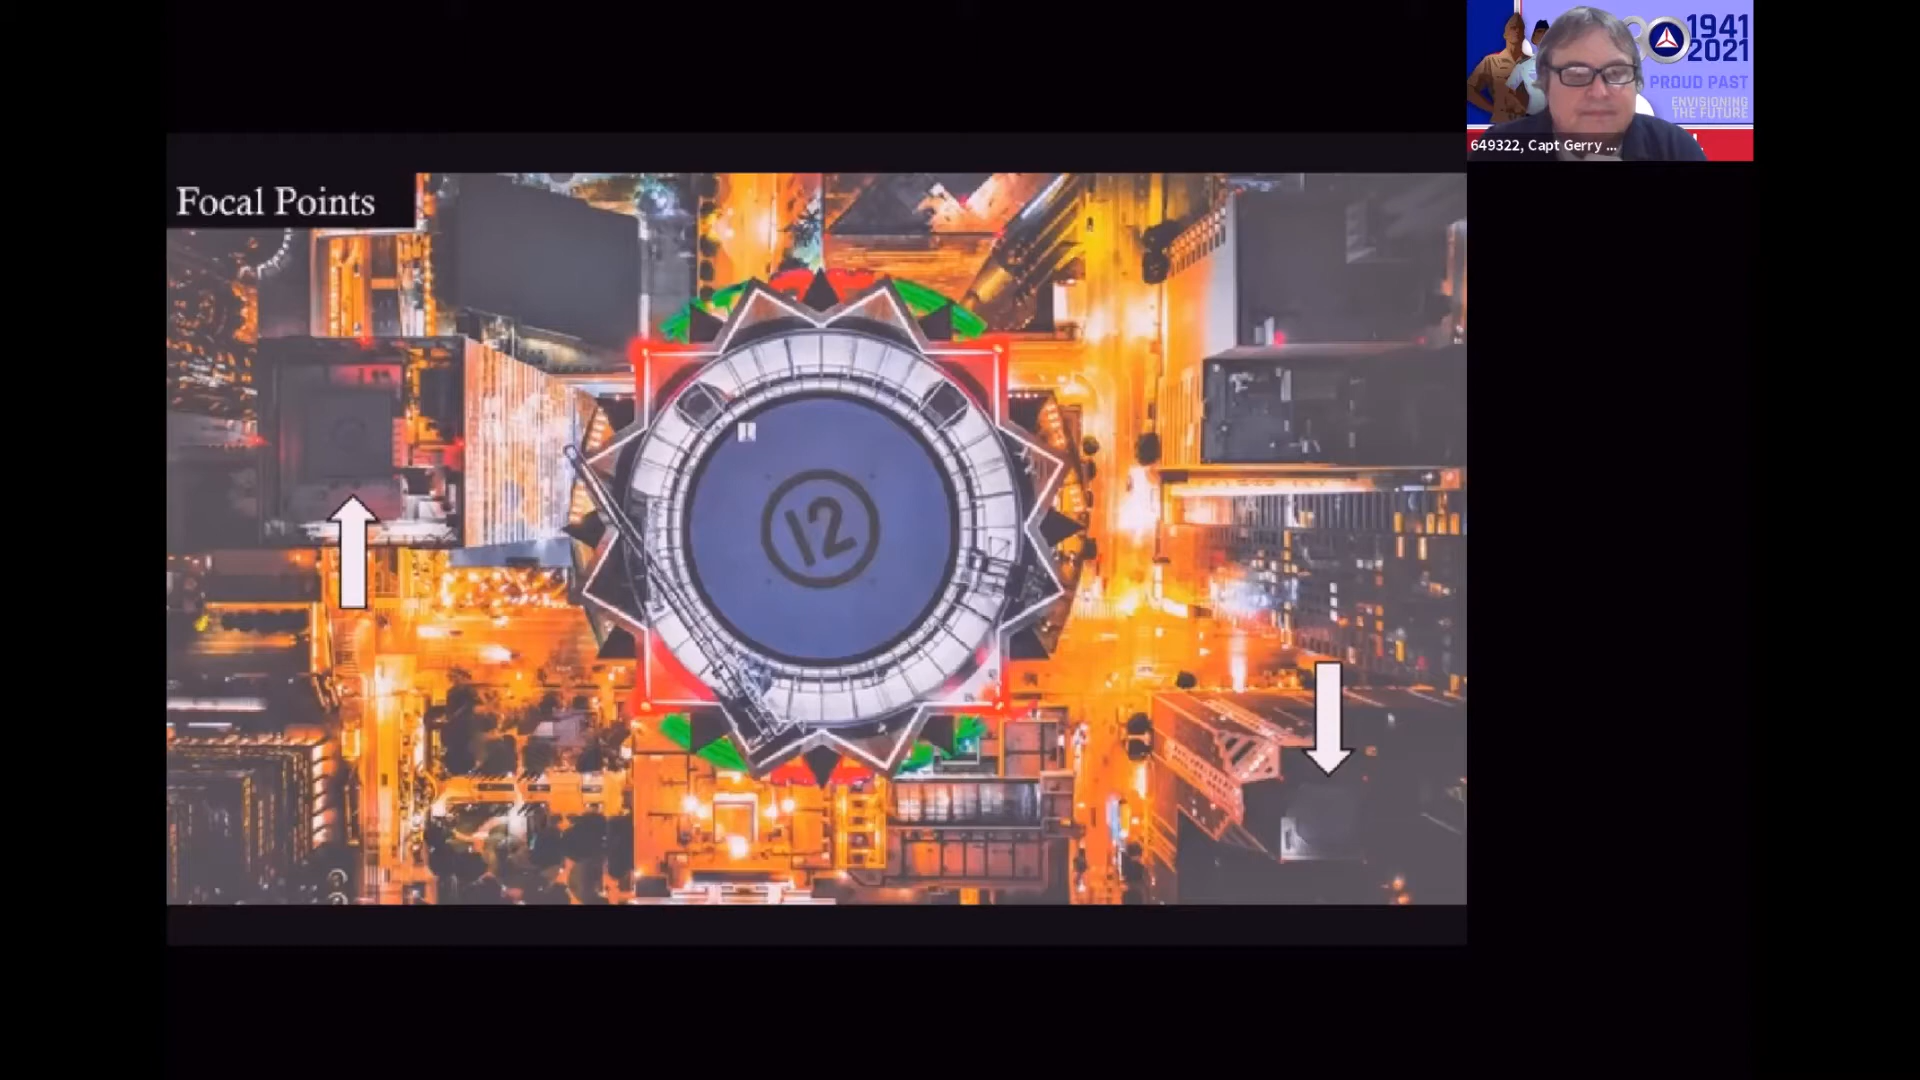 Focal Points
12
1941
2021
PROUD PAST
ENVISIONING
THE FUTURE
649322, Capt Gerry ...